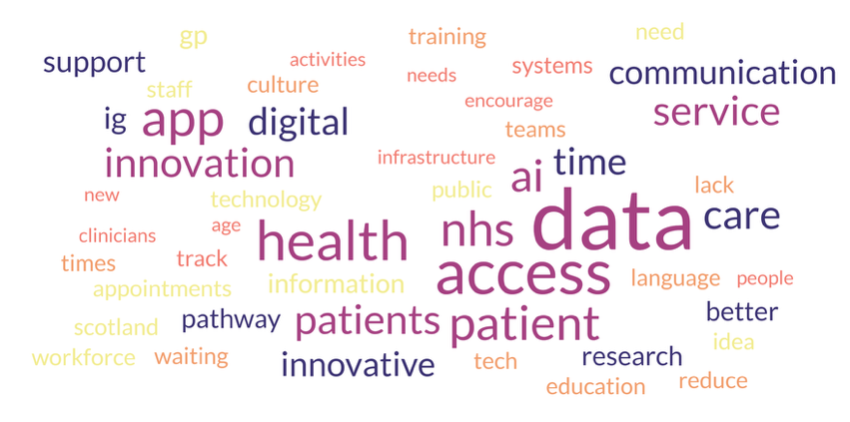 gp
training
need
support
activities
communication
needs
systems
staff
culture
encourage
service
ig
app
digital
teams
innovation
infrastructure
ai
time
new
technology
public
lack
data
care
clinicians
age
health
nhs
times
track
access
language
people
appointments
information
scotland
pathway
patients
patient
better
workforce
waiting
innovative
tech
research
idea
education
reduce